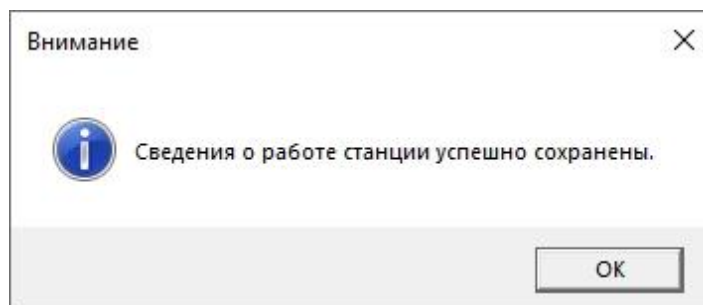 Внимание
Сведения о работе станции успешно сохранены.
OK